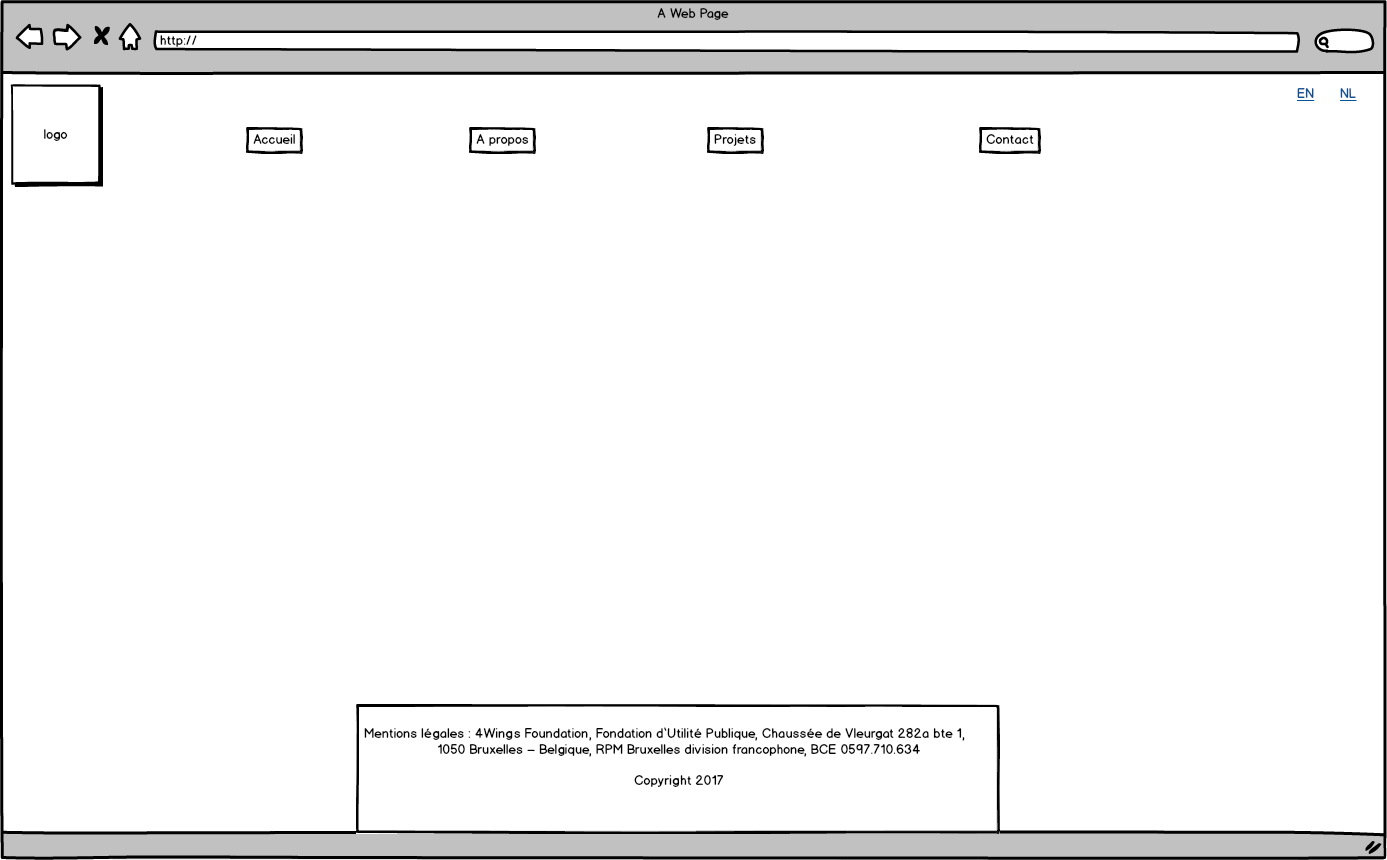 A Web Page
http://
EN NL
logo
Accueil A propos Projets Contact
Mentions légales : 4Wings Foundation, Fondation d`Utilité Publique, Chaussée de Vleurgat 282a bte 1,
1050 Bruxelles – Belgique, RPM Bruxelles division francophone, BCE 0597.710.634
Copyright 2017